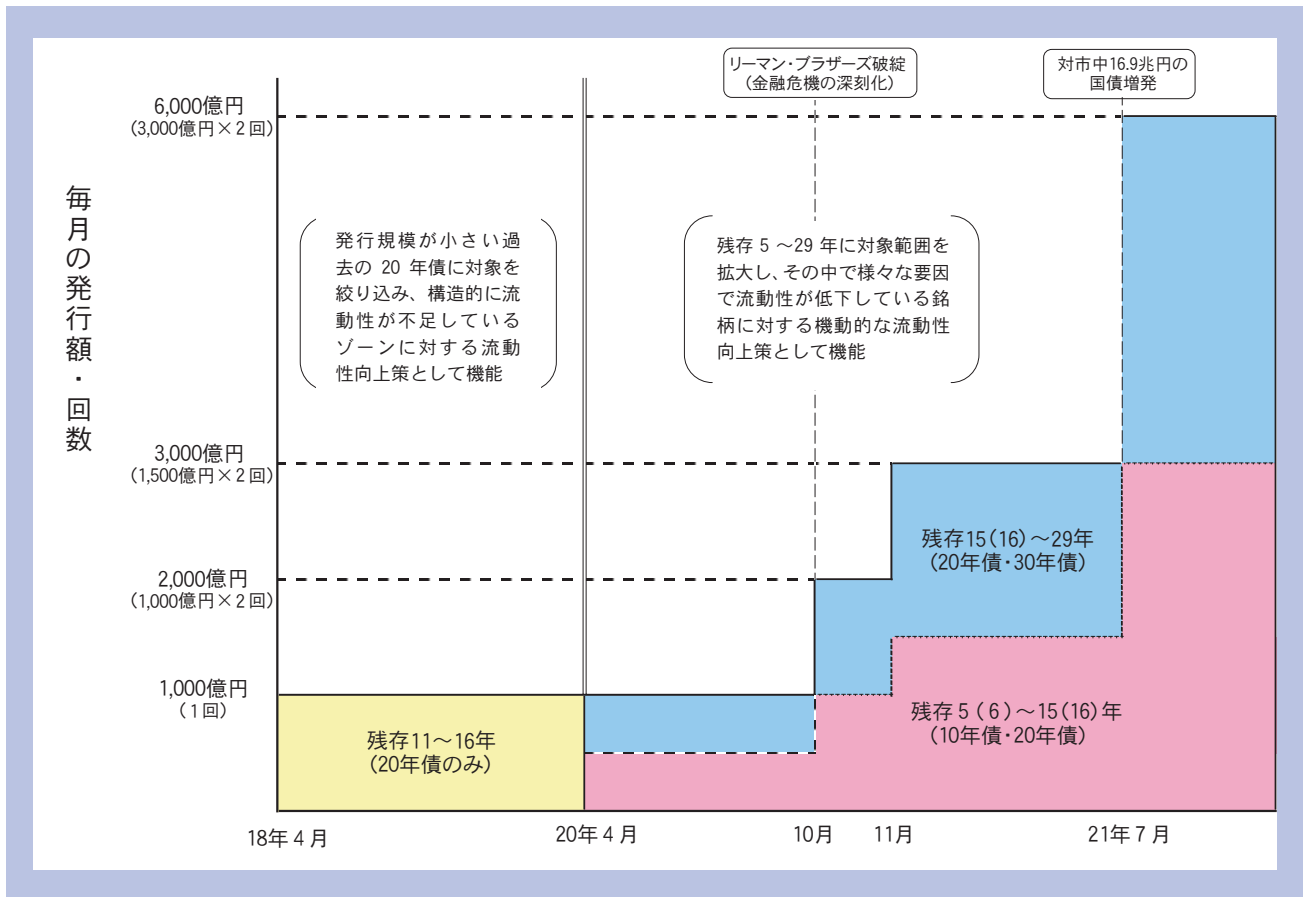 リーマン・ブラザーズ破綻
(金融危機の深刻化)
対市中16.9兆円の
国債増発
毎月の発行額・回数
6,000億円
(3,000億円×2回)
3,000億円
(1,500億円×2回)
2,000億円
(1,000億円×2回)
1,000億円
(1回)
発行規模が小さい過
去の 20 年債に対象を
絞り込み、構造的に流
動性が不足している
ゾーンに対する流動
性向上策として機能
残存 5 ～29 年に対象範囲を
拡大し、その中で様々な要因
で流動性が低下している銘
柄に対する機動的な流動性
向上策として機能
残存15(16)～29年
(20年債・30年債)
残存 5 ( 6 )～15(16)年
(10年債・20年債)
残存11～16年
(20年債のみ)
18年 4 月
20年 4 月
10月
11月
21年 7 月